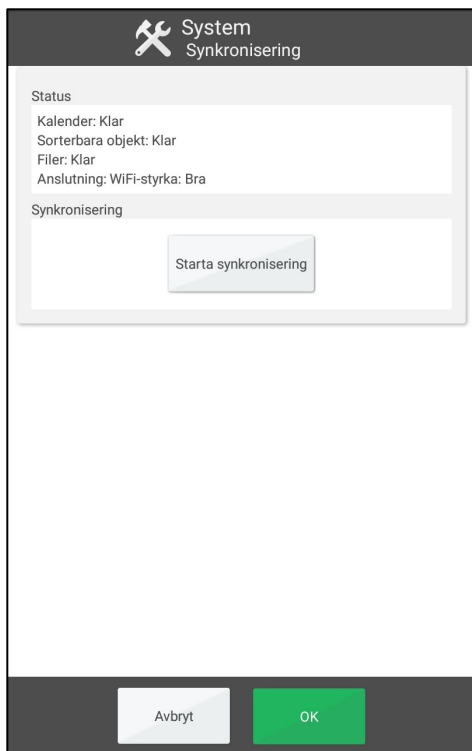 System
Synkronisering
Status
Kalender: Klar
Sorterbara objekt: Klar
Filer: Klar
Anslutning: WiFi-styrka: Bra
Synkronisering
Starta synkronisering
Avbryt
OK